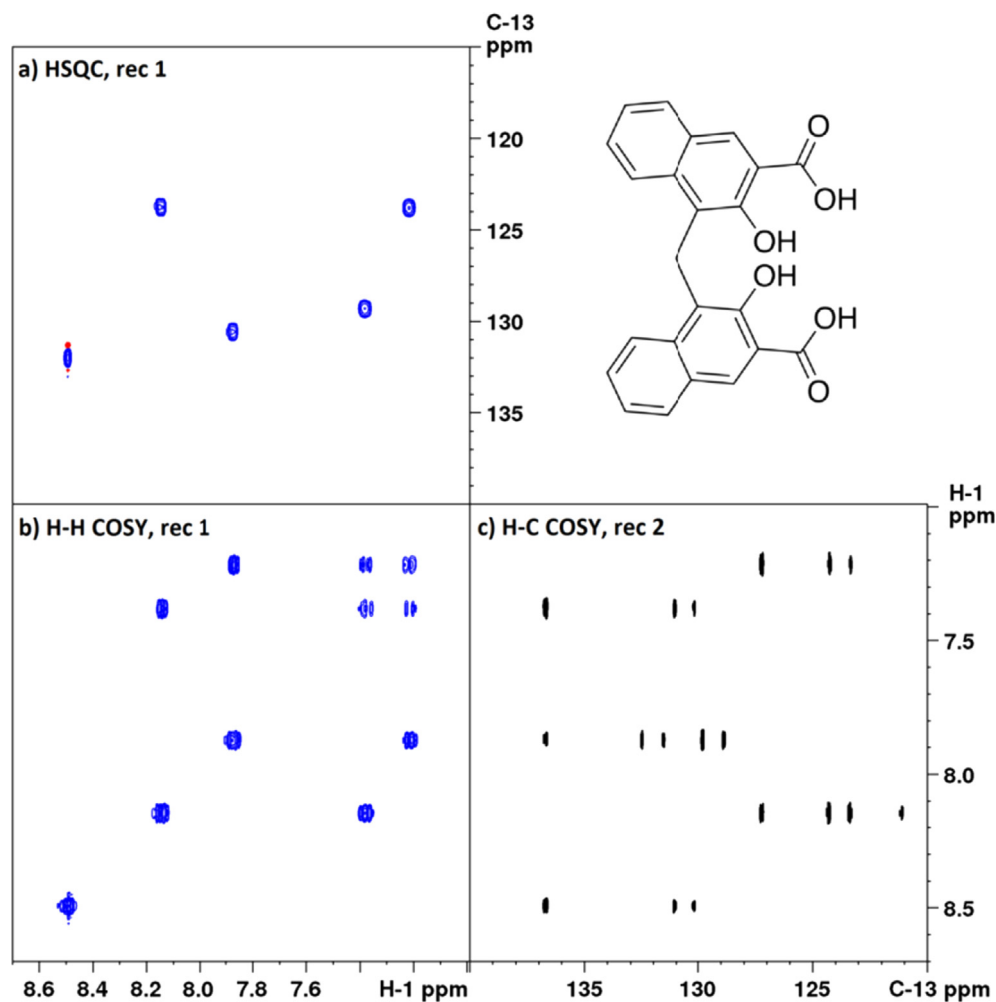 C-13
ppm
a) HSQC, rec 1
120
125
130
135
O
OH
OH
OH
OH
O
H-1
ppm
b) H-H COSY, rec 1
c) H-C COSY, rec 2
7.5
8.0
8.5
8.6 8.4 8.2 8.0 7.8 7.6 H-1 ppm
135 130 125 C-13 ppm